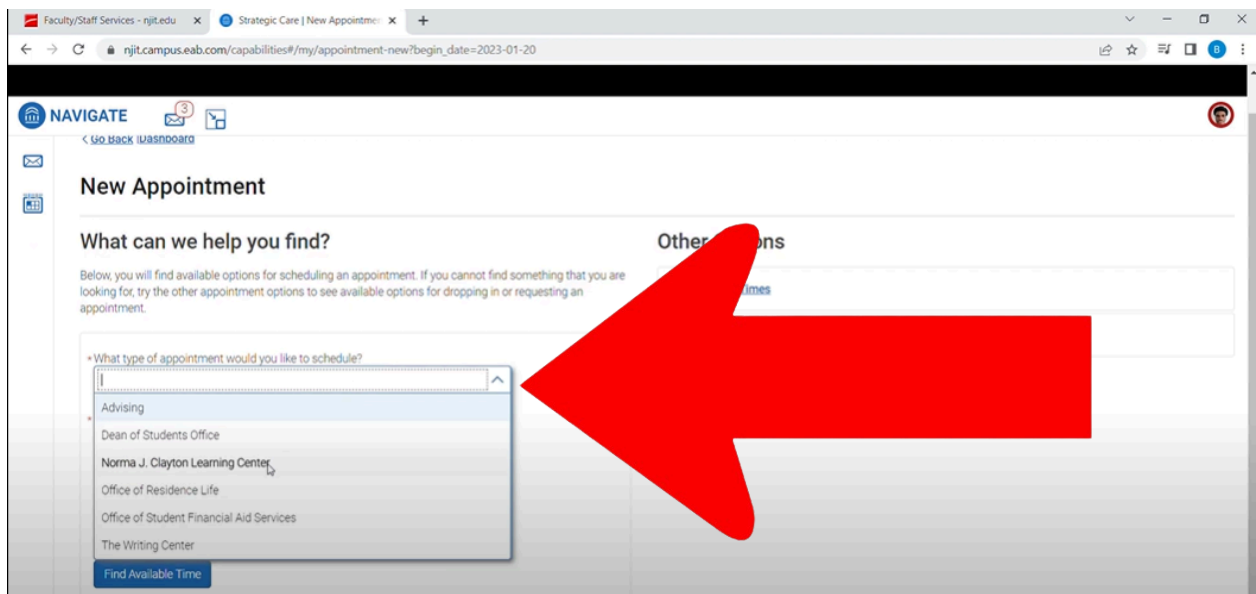 Faculty/Staff Services - njit.edu
Strategic Care | New Appointmen
njit.campus.eab.com/capabilities#/my/appointment-new?begin_date=2023-01-20
B
NAVIGATE
3
< Go Back |Dashboard
New Appointment
What can we help you find?
Below, you will find available options for scheduling an appointment. If you cannot find something that you are
looking for, try the other appointment options to see available options for dropping in or requesting an
appointment.
*What type of appointment would you like to schedule?
Advising
*
Dean of Students Office
Norma J. Clayton Learning Center
Office of Residence Life
Office of Student Financial Aid Services
The Writing Center
Find Available Time
Other ons
Times